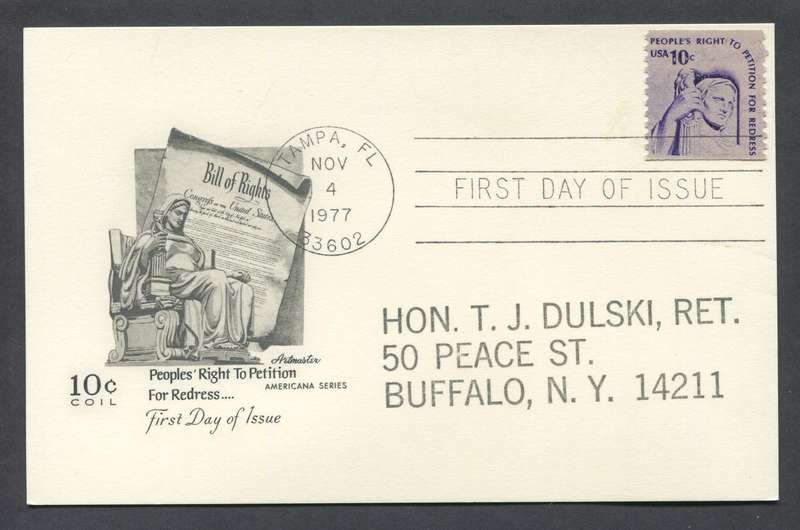 PEOPLE'S RIGHT TO PETITION FOR REDRESS
USA 10c
TAMPA, FL
NOV
4
1977
33602
FIRST DAY OF ISSUE
Bill of Rights
Congress of the United States
HON. T. J. DULSKI, RET.
50 PEACE ST.
BUFFALO, N. Y. 14211
Artmaster
10¢
COIL
Peoples' Right To Petition
AMERICANA SERIES
For Redress....
First Day of Issue